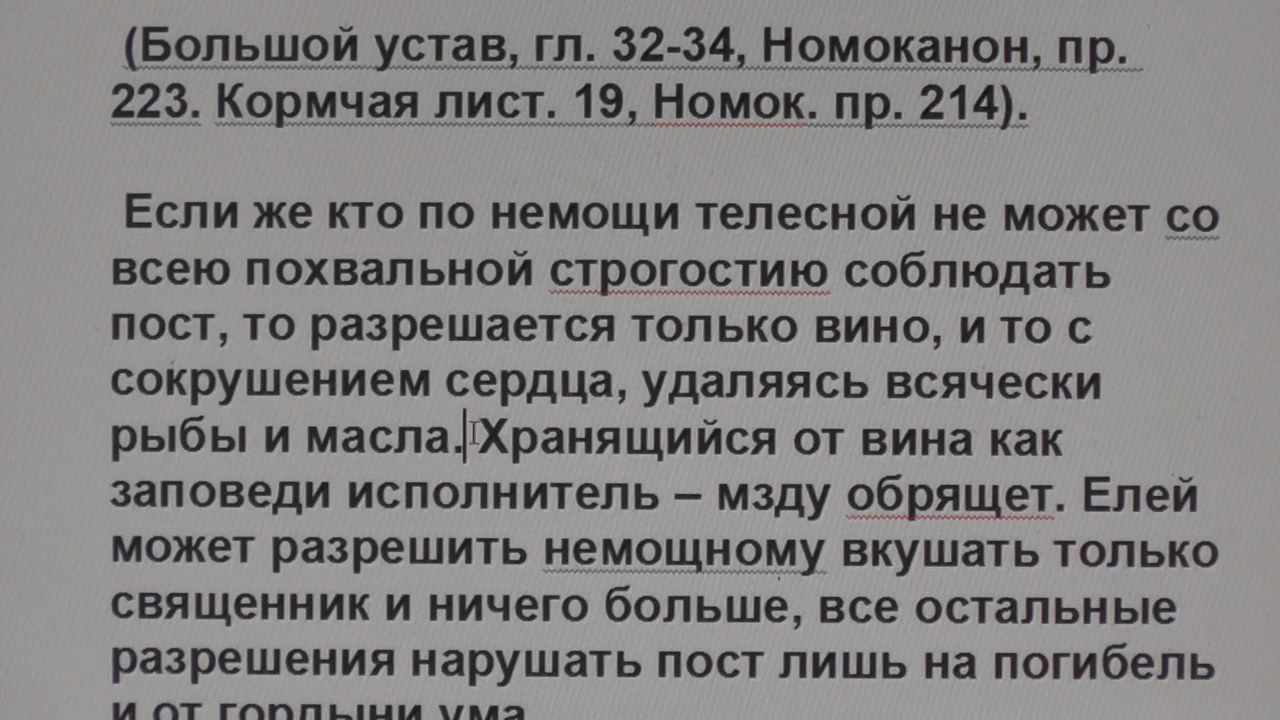 (Большой устав, гл. 32-34, Номоканон, пр.
223. Кормчая лист. 19, Номок. пр. 214).
Если же кто по немощи телесной не может со
всею похвальной строгостию соблюдать
пост, то разрешается только вино, и то с
сокрушением сердца, удаляясь всячески
рыбы и масла. Хранящийся от вина как
заповеди исполнитель – мзду обрящет. Елей
может разрешить немощному вкушать только
священник и ничего больше, все остальные
разрешения нарушать пост лишь на погибель
и от гордыни ума